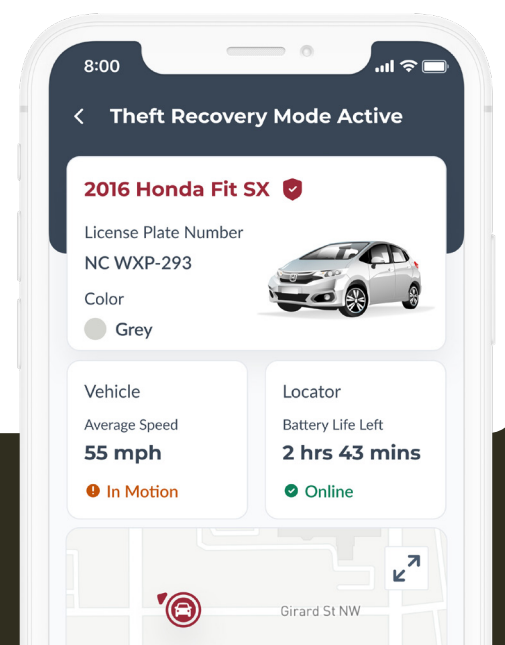 8:00
Theft Recovery Mode Active
2016 Honda Fit SX
License Plate Number
NC WXP-293
Color
Grey
Vehicle
Average Speed
55 mph
In Motion
Locator
Battery Life Left
2 hrs 43 mins
Online
Girard St NW